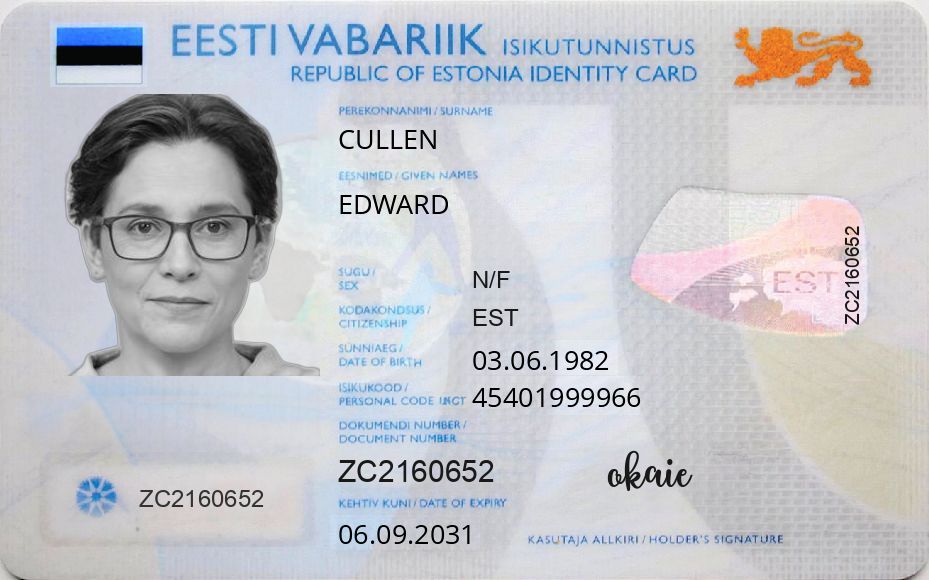 EESTI VABARIIK ISIKUTUNNISTUS
REPUBLIC OF ESTONIA IDENTITY CARD
PEREKONNANIMI / SURNAME
CULLEN
EESNIMED / GIVEN NAMES
EDWARD
SUGU /
SEX
N/F
KODAKONDSUS /
CITIZENSHIP
EST
SÜNNIAEG /
DATE OF BIRTH
03.06.1982
ISIKUKOOD /
PERSONAL CODE
45401999966
DOKUMENDI NUMBER /
DOCUMENT NUMBER
ZC2160652
KEHTIV KUNI / DATE OF EXPIRY
06.09.2031
ZC2160652
EST
ZC2160652
okaie
KASUTAJA ALLKIRI / HOLDER'S SIGNATURE